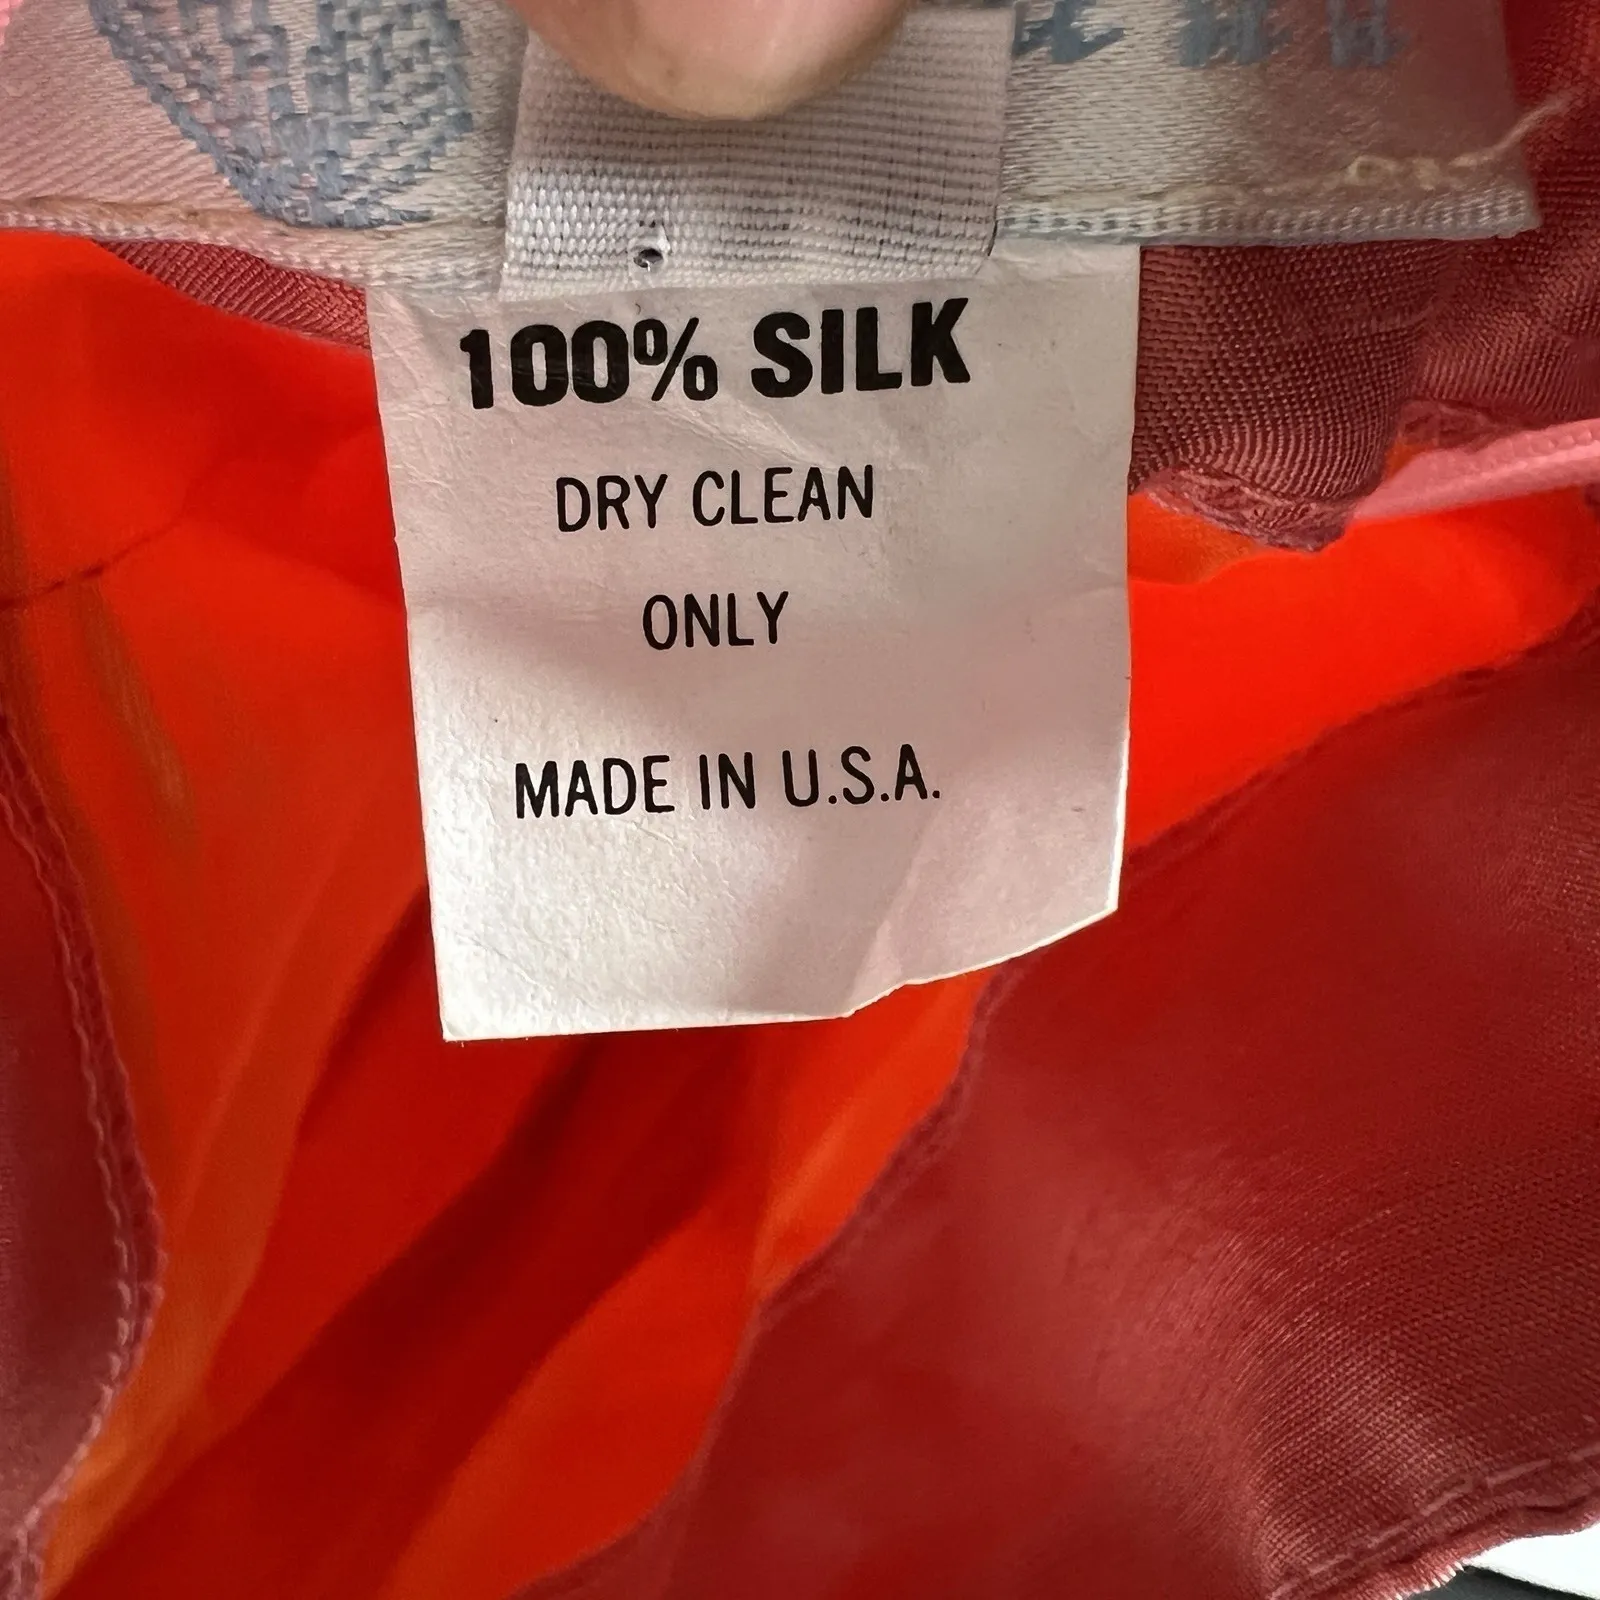 100% SILK
DRY CLEAN
ONLY
MADE IN U.S.A.